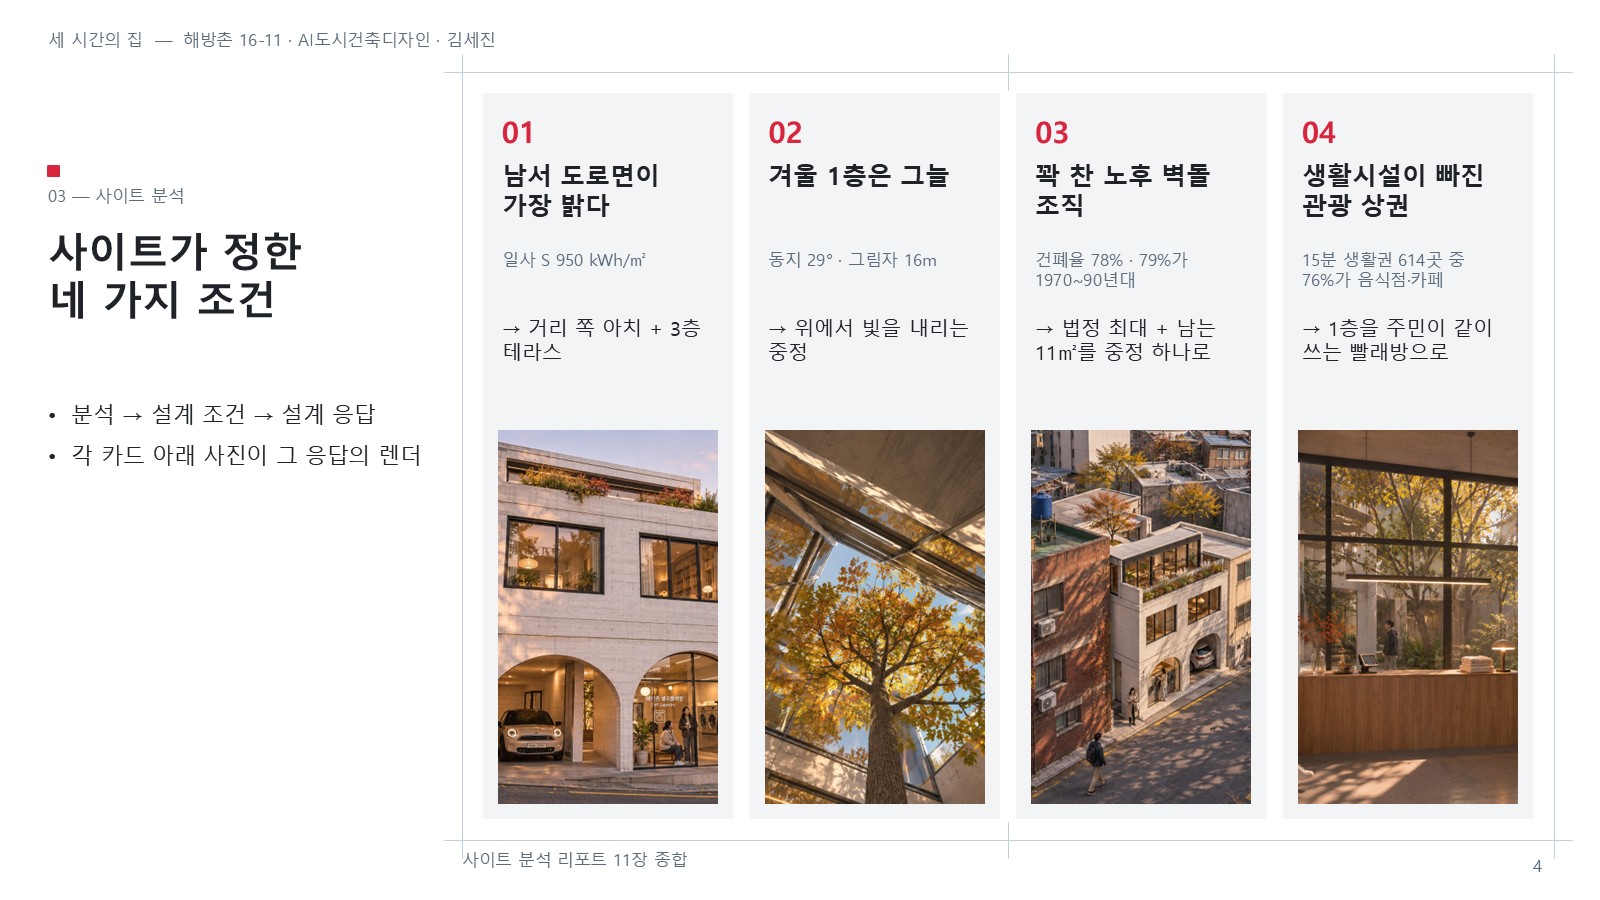 세 시간의 집 — 해방촌 16-11 · AI도시건축디자인 · 김세진
03 — 사이트 분석
사이트가 정한
네 가지 조건
• 분석 → 설계 조건 → 설계 응답
• 각 카드 아래 사진이 그 응답의 렌더
01
남서 도로면이
가장 밝다
일사 S 950 kWh/㎡
→ 거리 쪽 아치 + 3층
테라스
02
겨울 1층은 그늘
동지 29° · 그림자 16m
→ 위에서 빛을 내리는
중정
03
꽉 찬 노후 벽돌
조직
건폐율 78% · 79%가
1970~90년대
→ 법정 최대 + 남는
11㎡를 중정 하나로
04
생활시설이 빠진
관광 상권
15분 생활권 614곳 중
76%가 음식점·카페
→ 1층을 주민이 같이
쓰는 빨래방으로
사이트 분석 리포트 11장 종합
4